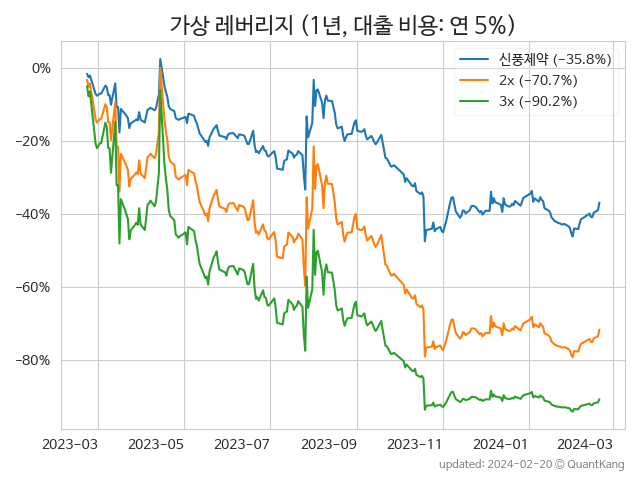 가상 레버리지 (1년, 대출 비용: 연 5%)
신풍제약 (−35.8%)
2x (−70.7%)
3x (−90.2%)
0%
−20%
−40%
−60%
−80%
2023-03 2023-05 2023-07 2023-09 2023-11 2024-01 2024-03
updated: 2024-02-20 © QuantKang